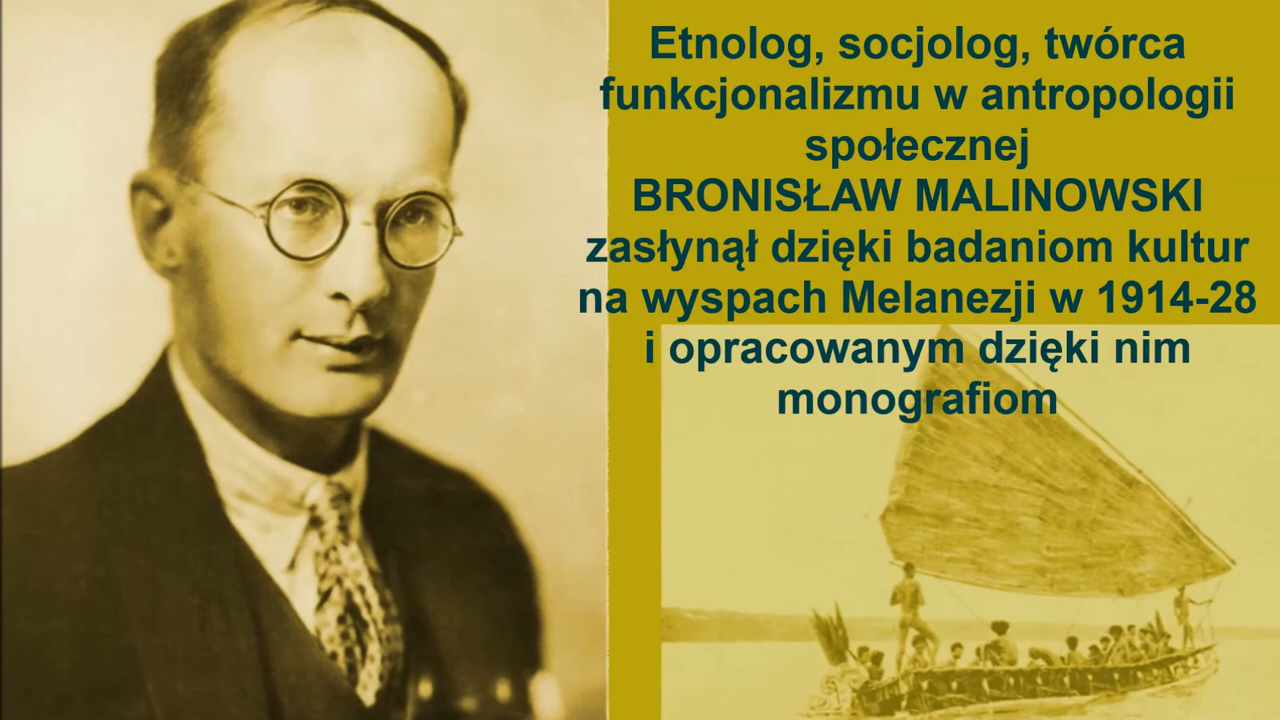 Etnolog, socjolog, twórca
funkcjonalizmu w antropologii
społecznej
BRONISŁAW MALINOWSKI
zasłynął dzięki badaniom kultur
na wyspach Melanezji w 1914-28
i opracowanym dzięki nim
monografiom